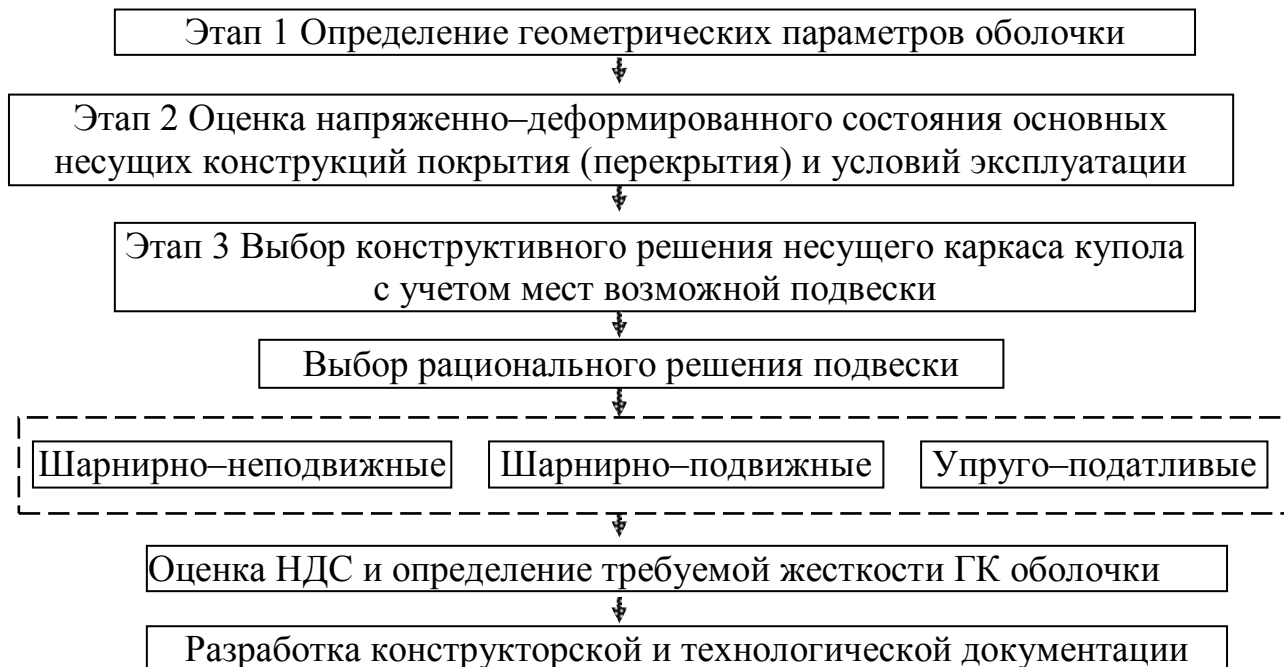 Этап 1 Определение геометрических параметров оболочки
Этап 2 Оценка напряженно–деформированного состояния основных
несущих конструкций покрытия (перекрытия) и условий эксплуатации
Этап 3 Выбор конструктивного решения несущего каркаса купола
с учетом мест возможной подвески
Выбор рационального решения подвески
Шарнирно–неподвижные
Шарнирно–подвижные
Упруго–податливые
Оценка НДС и определение требуемой жесткости ГК оболочки
Разработка конструкторской и технологической документации